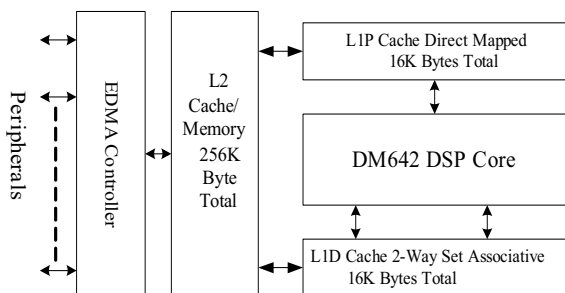 Peripherals
EDMA Controller
L2
Cache/
Memory
256K
Byte
Total
L1P Cache Direct Mapped
16K Bytes Total
DM642 DSP Core
L1D Cache 2-Way Set Associative
16K Bytes Total